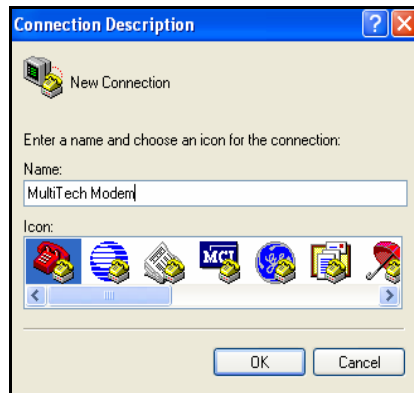 Connection Description
New Connection
Enter a name and choose an icon for the connection:
Name:
MultiTech Modem
Icon:
MCI
OK
Cancel